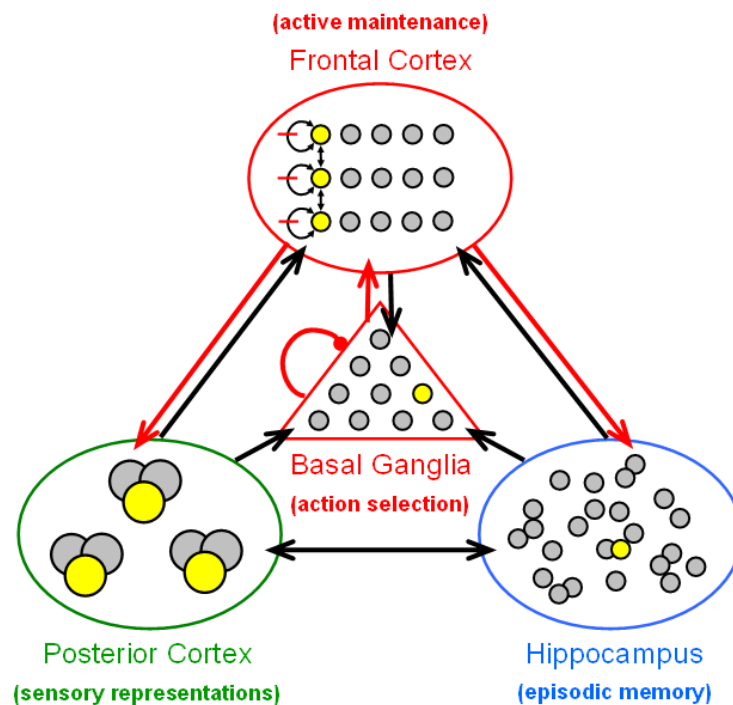 (active maintenance)
Frontal Cortex
Basal Ganglia
(action selection)
Posterior Cortex
(sensory representations)
Hippocampus
(episodic memory)